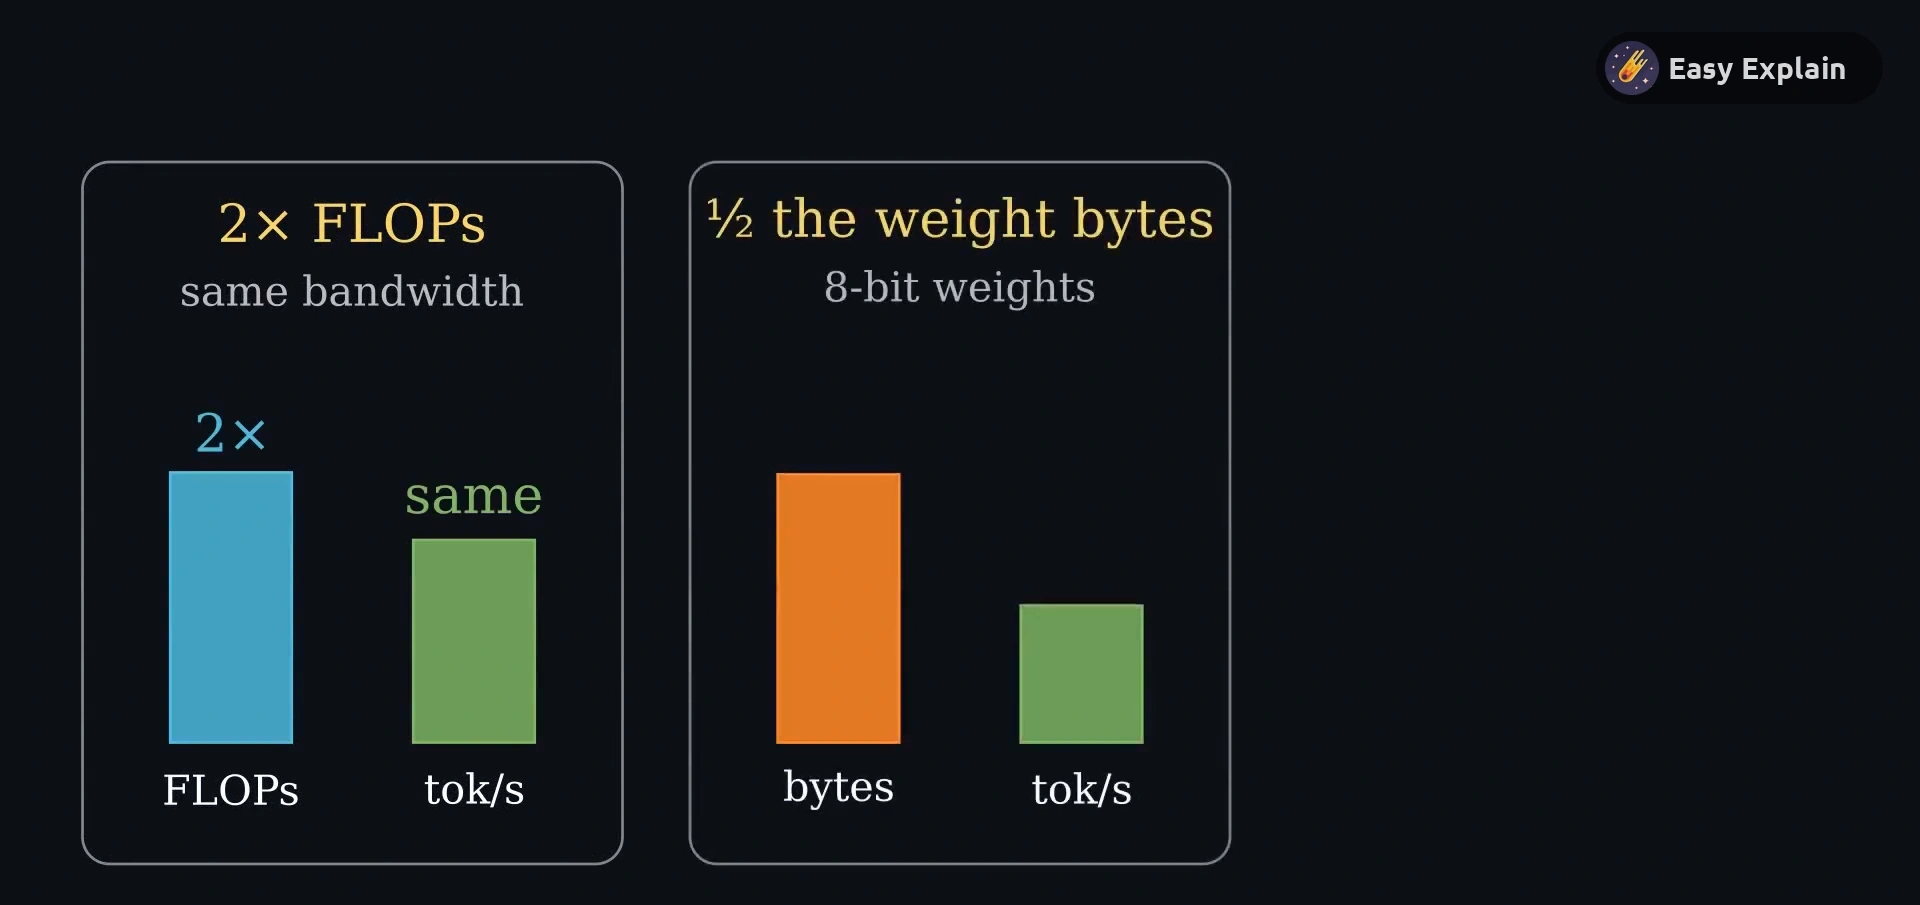 Easy Explain
2× FLOPs
same bandwidth
2×
same
FLOPs
tok/s
½ the weight bytes
8-bit weights
bytes
tok/s